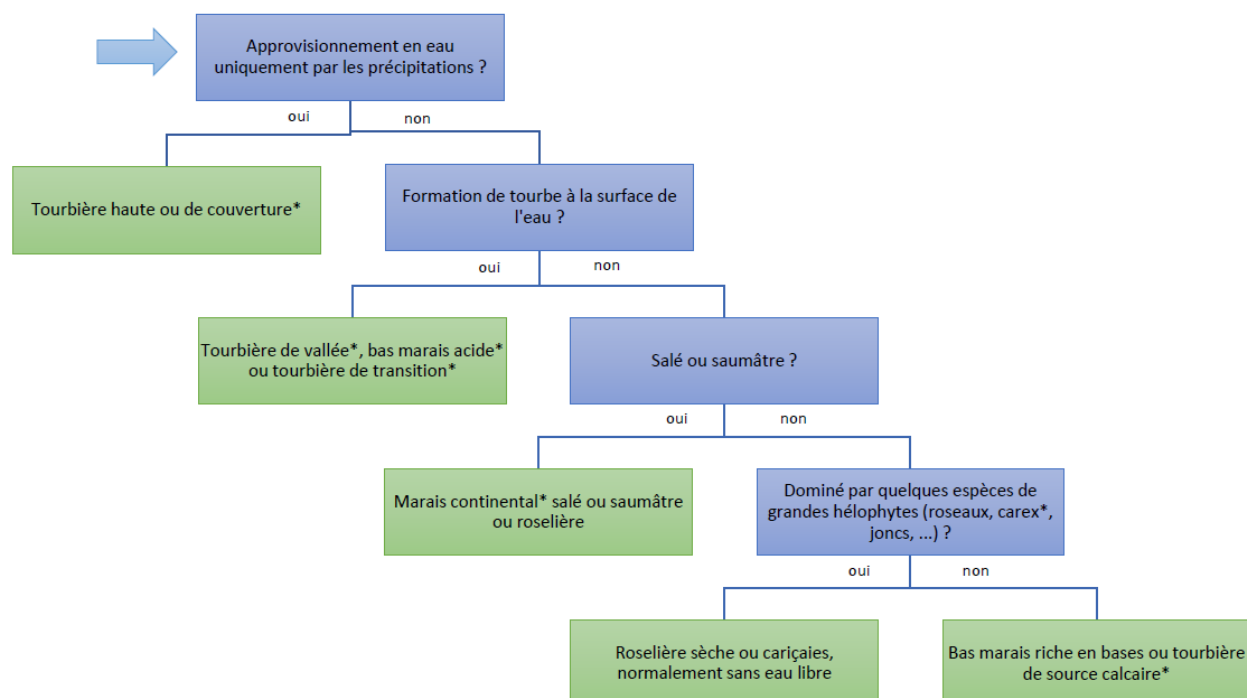 Approvisionnement en eau
uniquement par les précipitations ?
oui
non
Tourbière haute ou de couverture*
Formation de tourbe à la surface de
l'eau ?
oui
non
Tourbière de vallée*, bas marais acide*
ou tourbière de transition*
Salé ou saumâtre ?
oui
non
Marais continental* salé ou saumâtre
ou roselière
Dominé par quelques espèces de
grandes hélophytes (roseaux, carex*,
joncs, ...) ?
oui
non
Roselière sèche ou cariçaies,
normalement sans eau libre
Bas marais riche en bases ou tourbière
de source calcaire*